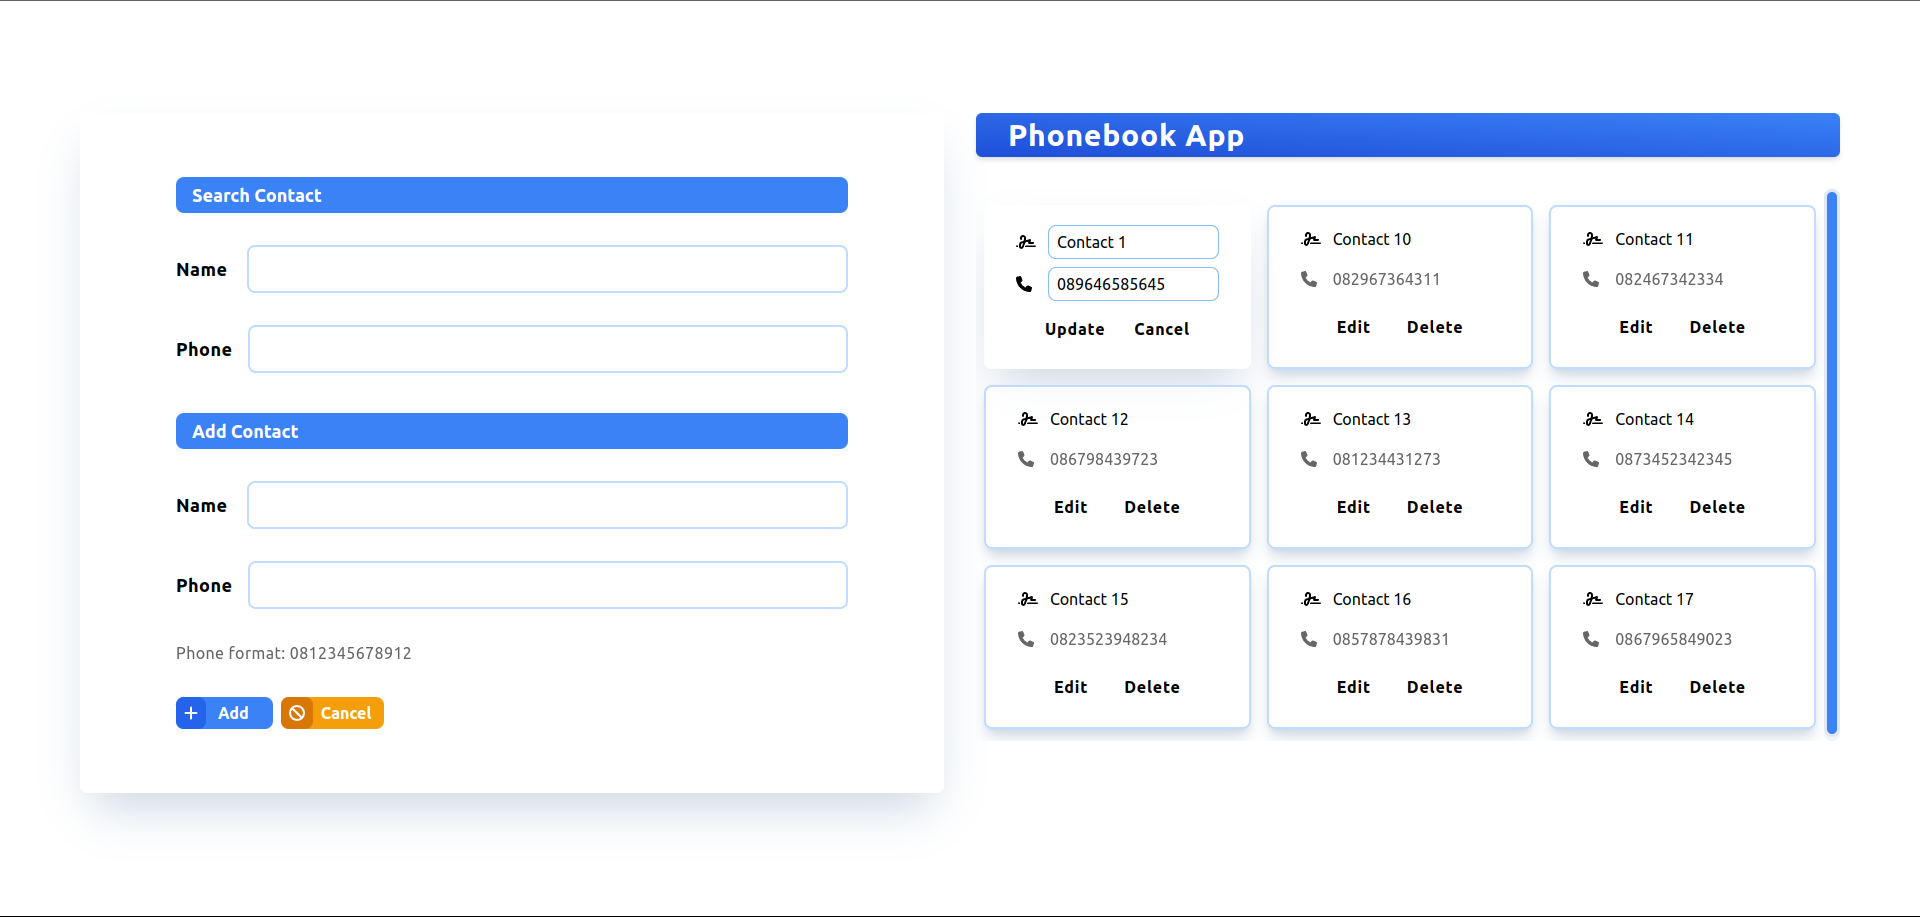 Search Contact
Name
Phone
Add Contact
Name
Phone
Phone format: 0812345678912
Add Cancel
Phonebook App
Contact 1
089646585645
Update Cancel
Contact 10
082967364311
Edit Delete
Contact 11
082467342334
Edit Delete
Contact 12
086798439723
Edit Delete
Contact 13
081234431273
Edit Delete
Contact 14
0873452342345
Edit Delete
Contact 15
0823523948234
Edit Delete
Contact 16
0857878439831
Edit Delete
Contact 17
0867965849023
Edit Delete